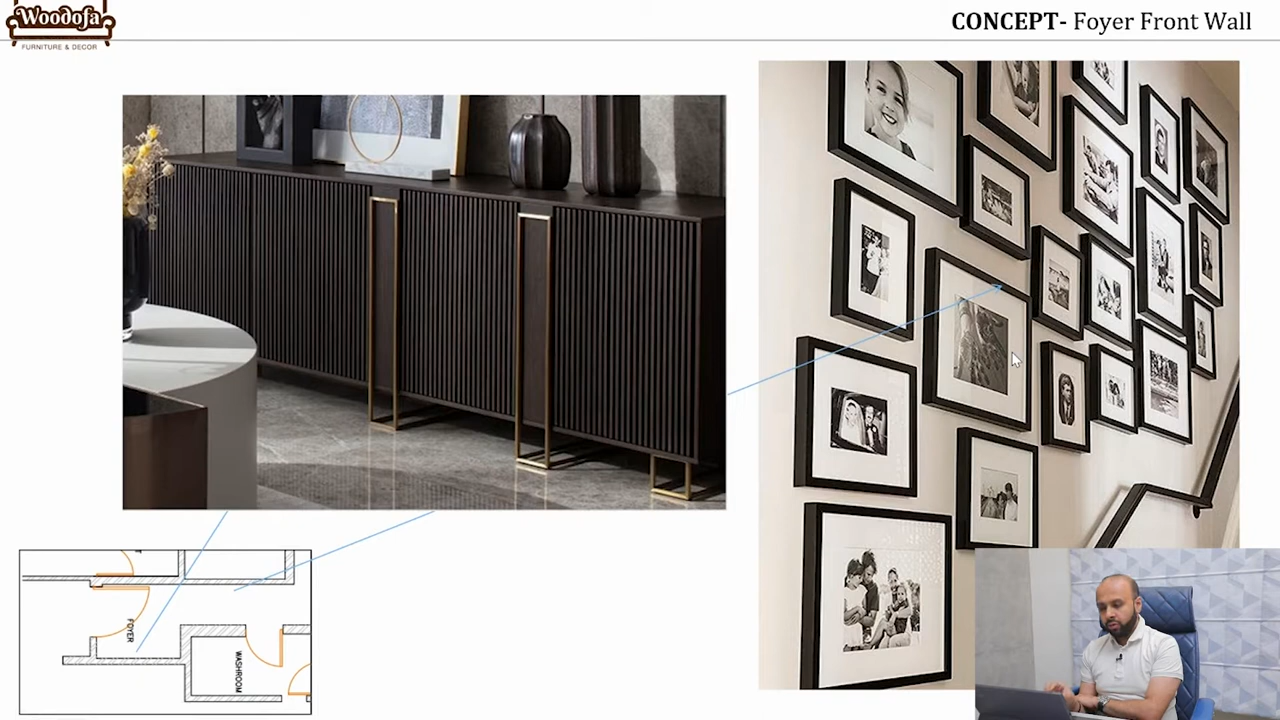 Woodofa
FURNITURE & DECOR
CONCEPT- Foyer Front Wall
FOYER
WASHROOM